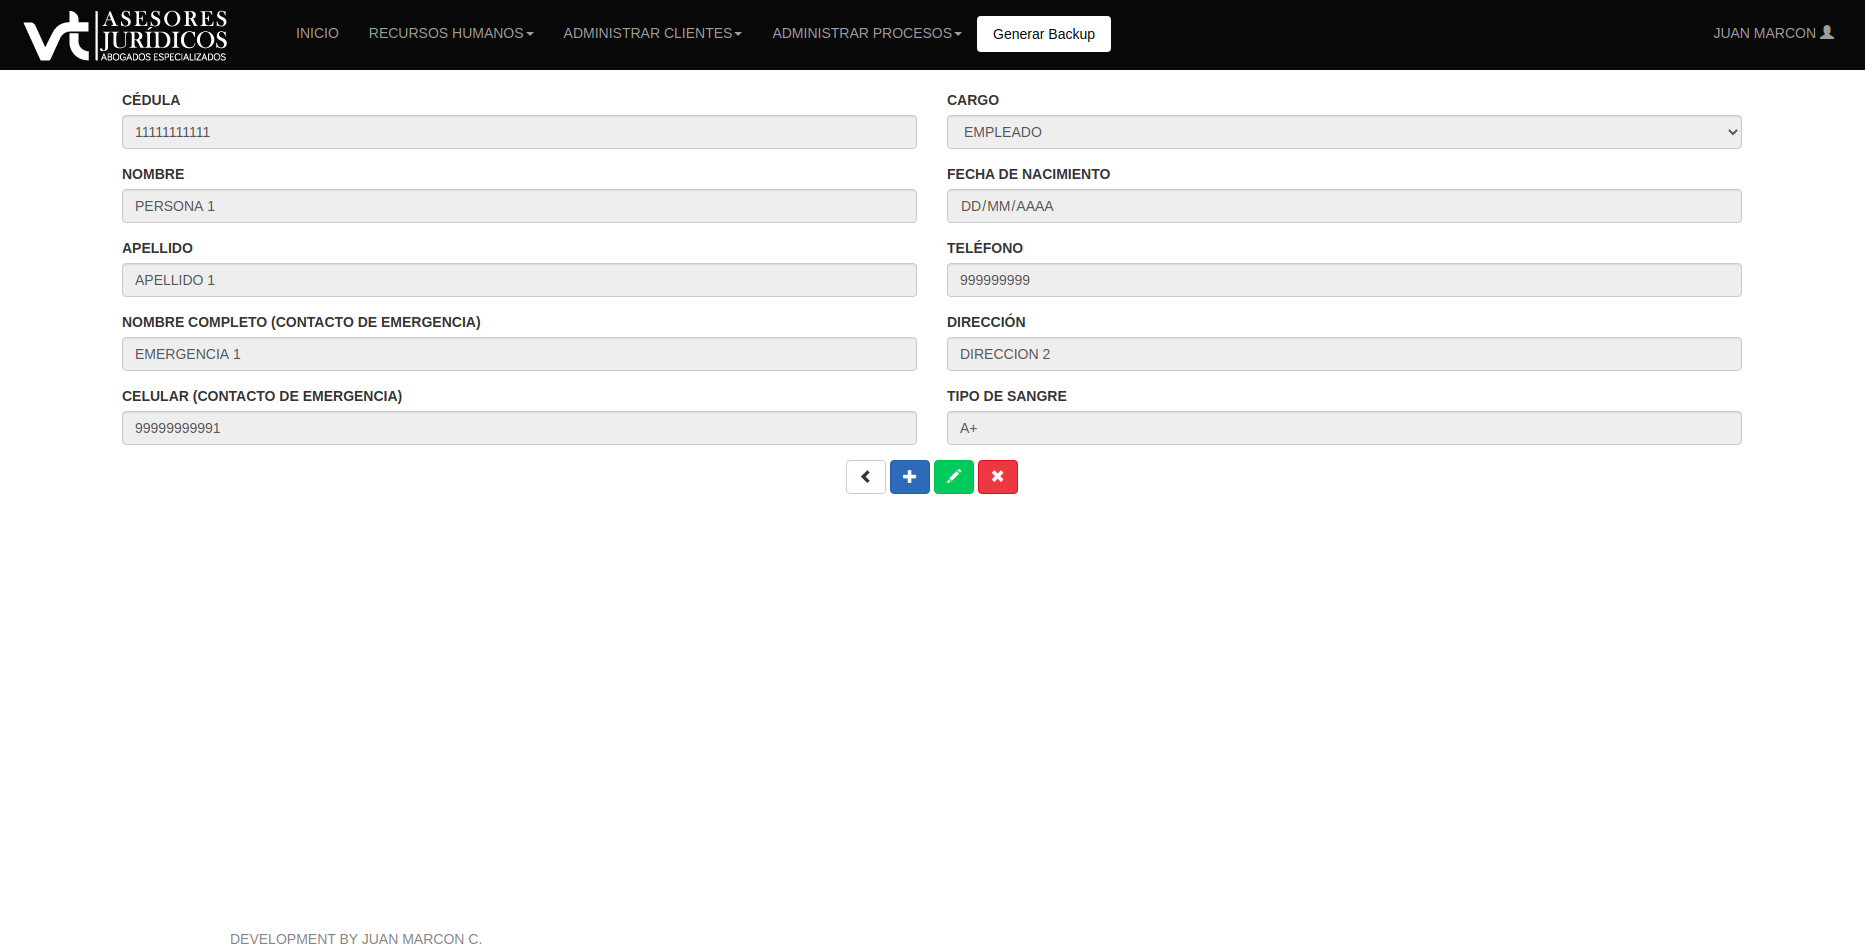 vt ASESORES
JURÍDICOS
ABOGADOS ESPECIALIZADOS
INICIO RECURSOS HUMANOS ADMINISTRAR CLIENTES ADMINISTRAR PROCESOS Generar Backup JUAN MARCON
CÉDULA
11111111111
CARGO
EMPLEADO
NOMBRE
PERSONA 1
FECHA DE NACIMIENTO
DD/MM/AAAA
APELLIDO
APELLIDO 1
TELÉFONO
999999999
NOMBRE COMPLETO (CONTACTO DE EMERGENCIA)
EMERGENCIA 1
DIRECCIÓN
DIRECCION 2
CELULAR (CONTACTO DE EMERGENCIA)
99999999991
TIPO DE SANGRE
A+
DEVELOPMENT BY JUAN MARCON C.